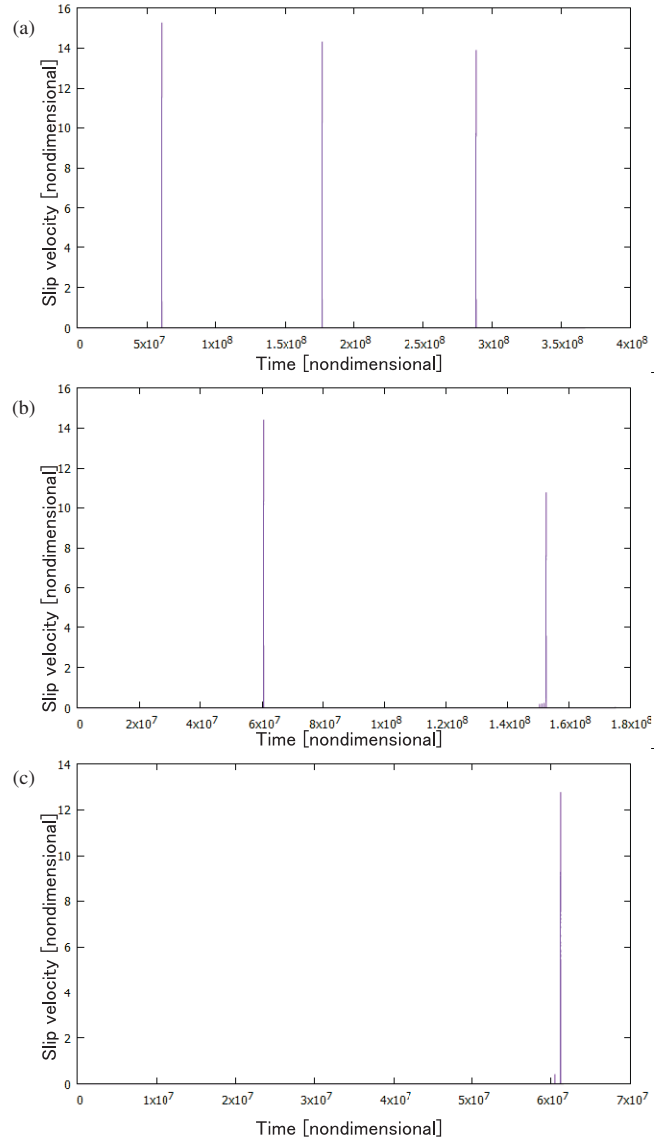 (a)
16
14
12
10
8
6
4
2
0
Slip velocity [nondimensional]
0 5x10⁷ 1x10⁸ 1.5x10⁸ 2x10⁸ 2.5x10⁸ 3x10⁸ 3.5x10⁸ 4x10⁸
Time [nondimensional]
(b)
16
14
12
10
8
6
4
2
0
Slip velocity [nondimensional]
0 2x10⁷ 4x10⁷ 6x10⁷ 8x10⁷ 1x10⁸ 1.2x10⁸ 1.4x10⁸ 1.6x10⁸ 1.8x10⁸
Time [nondimensional]
(c)
14
12
10
8
6
4
2
0
Slip velocity [nondimensional]
0 1x10⁷ 2x10⁷ 3x10⁷ 4x10⁷ 5x10⁷ 6x10⁷ 7x10⁷
Time [nondimensional]